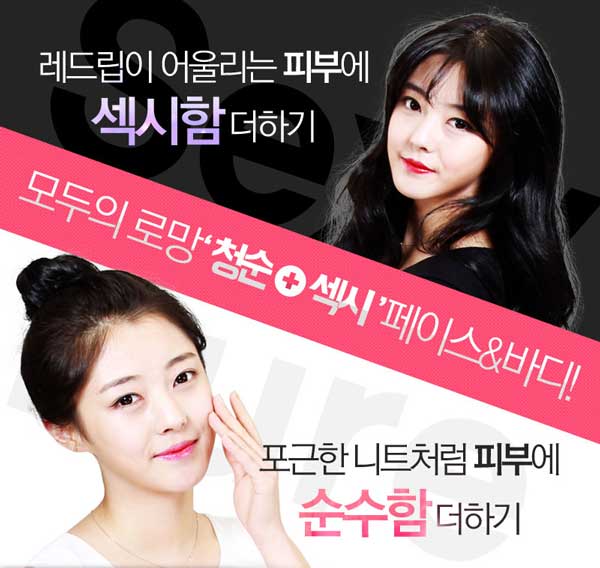 레드립이 어울리는 피부에
섹시함 더하기
모두의 로망 '청순+섹시' 페이스&바디!
포근한 니트처럼 피부에
순수함 더하기